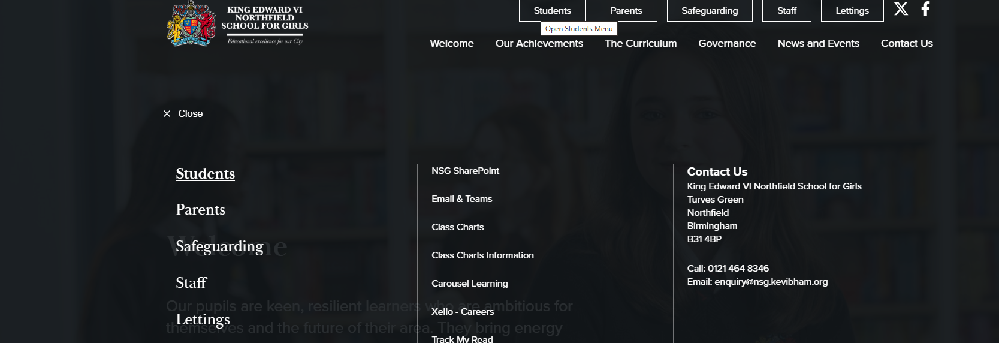 KING EDWARD VI
NORTHFIELD
SCHOOL FOR GIRLS
Educational excellence for our City
Students
Parents
Safeguarding
Staff
Lettings
Open Students Menu
Welcome
Our Achievements
The Curriculum
Governance
News and Events
Contact Us
Close
Students
Parents
Safeguarding
Staff
Lettings
Welcome
Our pupils are keen, resilient learners who are ambitious for
themselves and the future of their area. They bring energy
NSG SharePoint
Email & Teams
Class Charts
Class Charts Information
Carousel Learning
Xello - Careers
Track My Read
Contact Us
King Edward VI Northfield School for Girls
Turves Green
Northfield
Birmingham
B31 4BP
Call: 0121 464 8346
Email: enquiry@nsg.kevibham.org